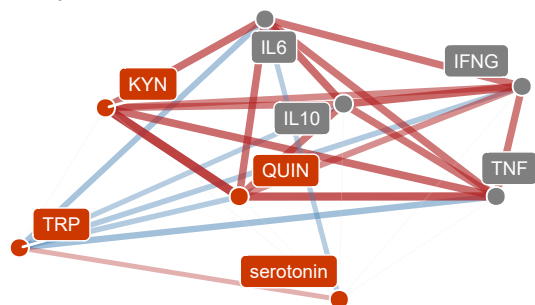 IL6
IFNG
KYN
IL10
QUIN
TNF
TRP
serotonin